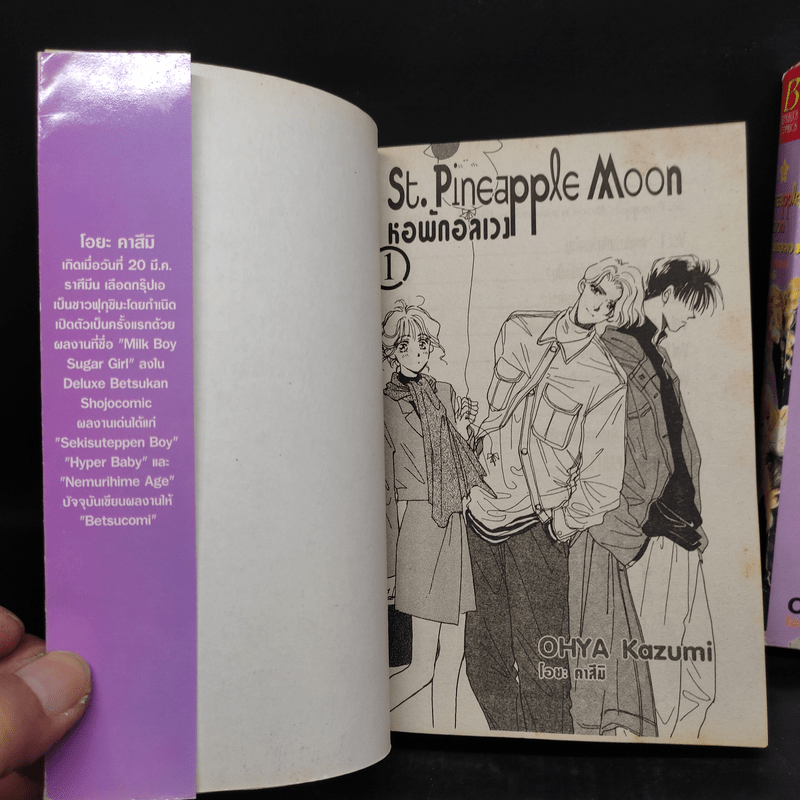 โอยะ คาสึมิ
เกิดเมื่อวันที่ 20 มี.ค.
ราศีมีน เลือดกรุ๊ปเอ
เป็นชาวฟุกุชิมะโดยกำเนิด
เปิดตัวเป็นครั้งแรกด้วย
ผลงานที่ชื่อ "Milk Boy
Sugar Girl" ลงใน
Deluxe Betsukan
Shojocomic
ผลงานเด่นได้แก่
"Sekisuteppen Boy"
"Hyper Baby" และ
"Nemurihime Age"
ปัจจุบันเขียนผลงานให้
"Betsucomi"
St. Pineapple Moon
หอพักอลเวง
1
OHYA Kazumi
โอยะ คาสึมิ
B